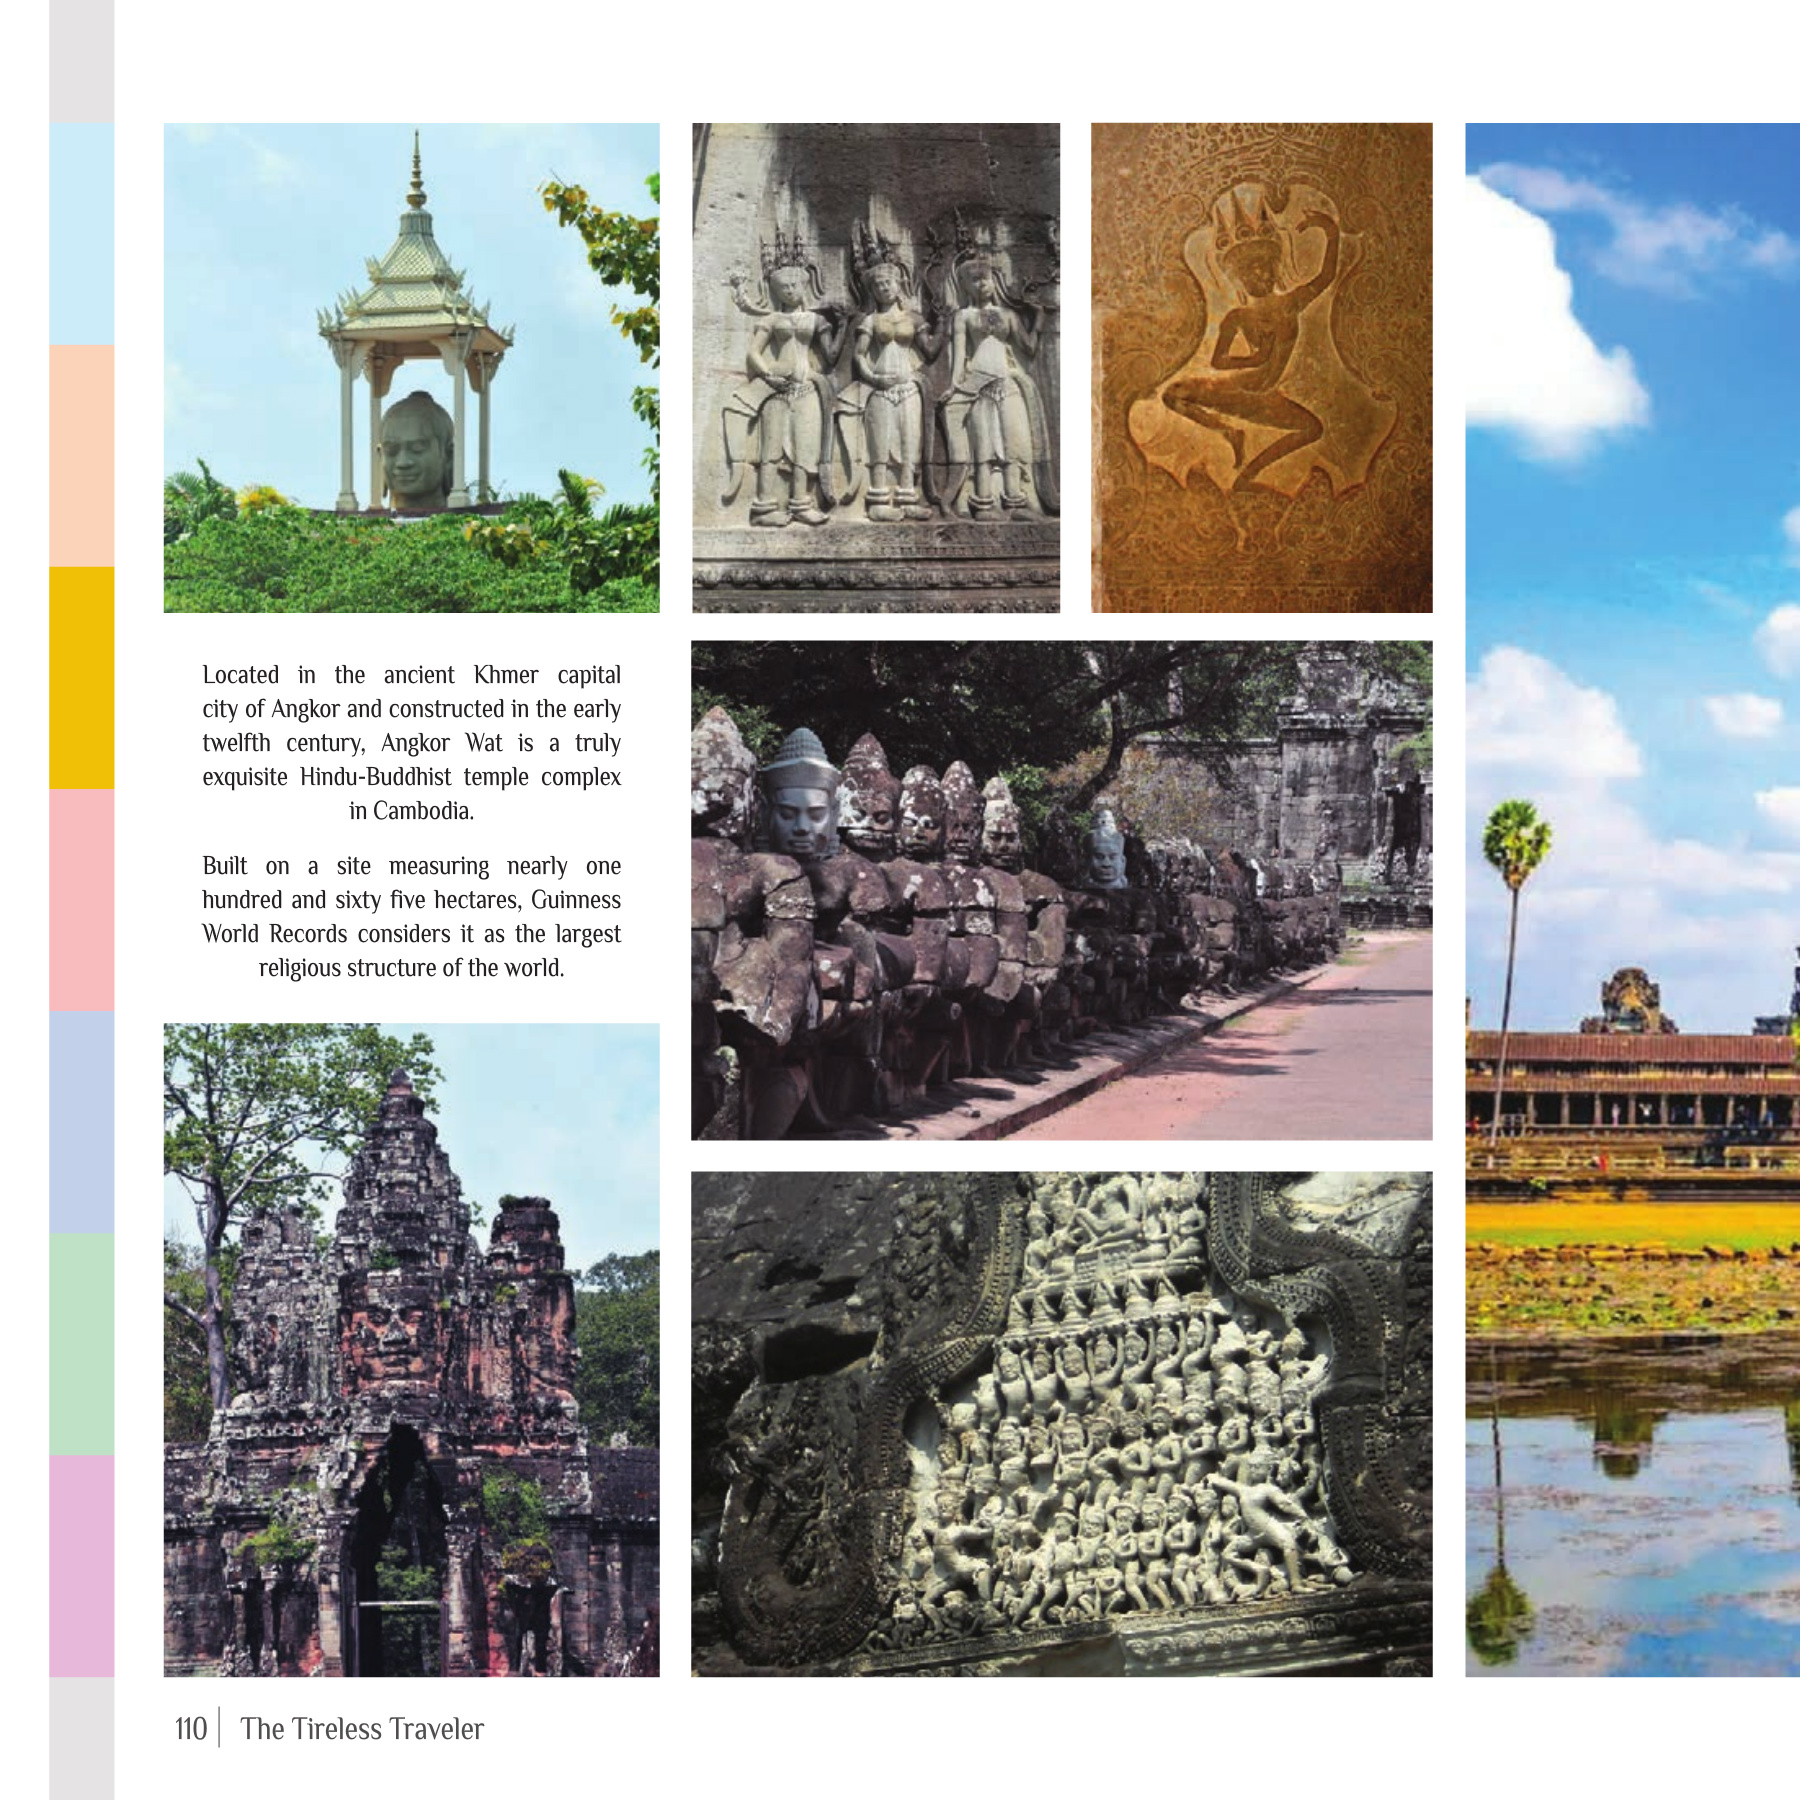 Located in the ancient Khmer capital
city of Angkor and constructed in the early
twelfth century, Angkor Wat is a truly
exquisite Hindu-Buddhist temple complex
in Cambodia.
Built on a site measuring nearly one
hundred and sixty five hectares, Guinness
World Records considers it as the largest
religious structure of the world.
110 | The Tireless Traveler